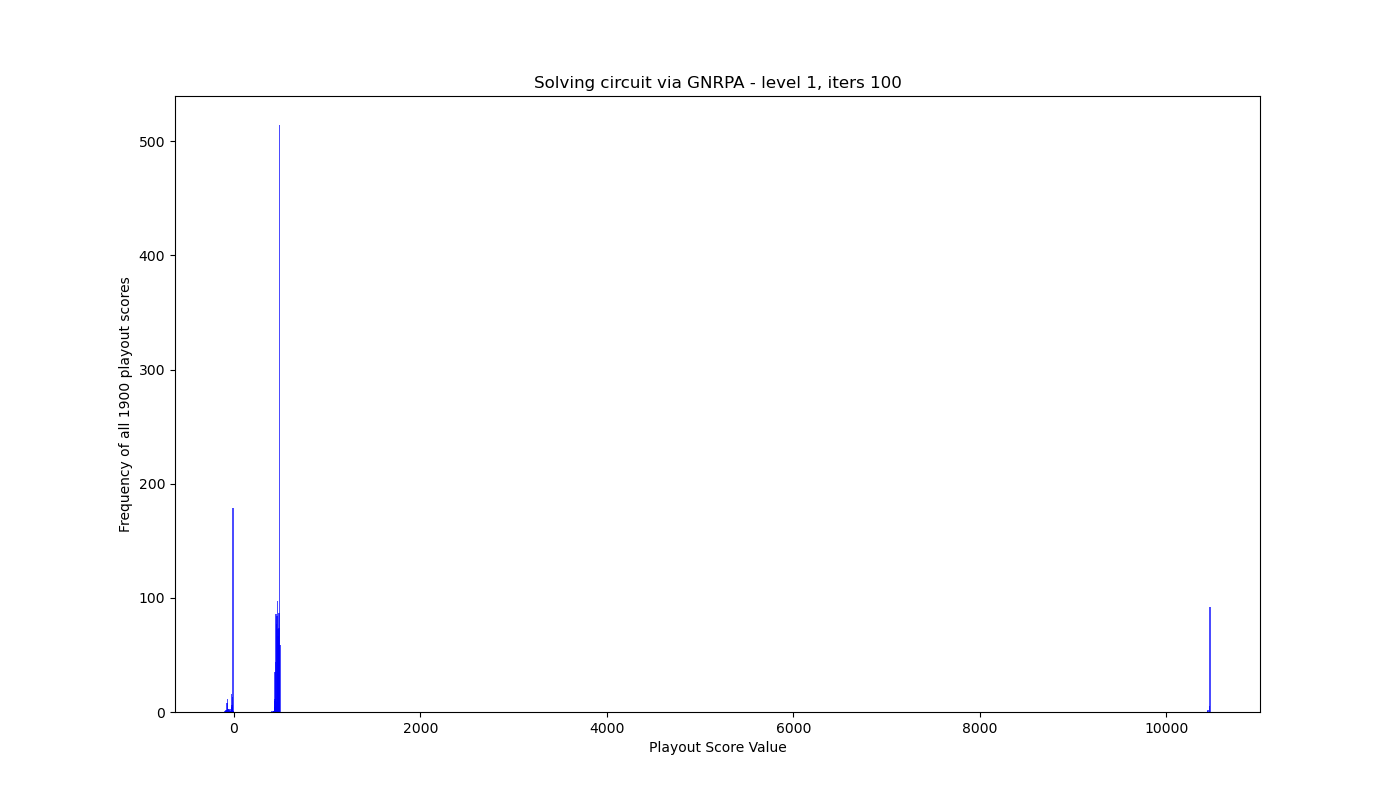 Solving circuit via GNRPA - level 1, iters 100
Frequency of all 1900 playout scores
500
400
300
200
100
0
0 2000 4000 6000 8000 10000
Playout Score Value